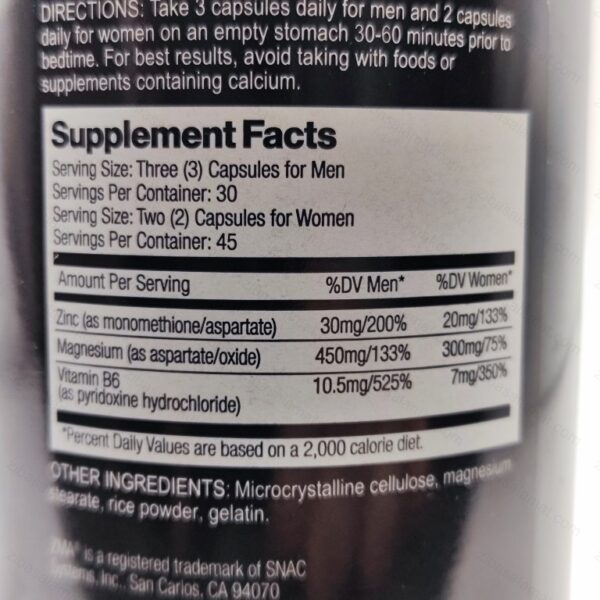 DIRECTIONS: Take 3 capsules daily for men and 2 capsules
daily for women on an empty stomach 30-60 minutes prior to
bedtime. For best results, avoid taking with foods or
supplements containing calcium.
Supplement Facts
Serving Size: Three (3) Capsules for Men
Servings Per Container: 30
Serving Size: Two (2) Capsules for Women
Servings Per Container: 45
Amount Per Serving %DV Men* %DV Women*
Zinc (as monomethione/aspartate) 30mg/200% 20mg/133%
Magnesium (as aspartate/oxide) 450mg/133% 300mg/75%
Vitamin B6 10.5mg/525% 7mg/350%
(as pyridoxine hydrochloride)
*Percent Daily Values are based on a 2,000 calorie diet.
OTHER INGREDIENTS: Microcrystalline cellulose, magnesium
stearate, rice powder, gelatin.
ZMA® is a registered trademark of SNAC
Systems, Inc., San Carlos, CA 94070